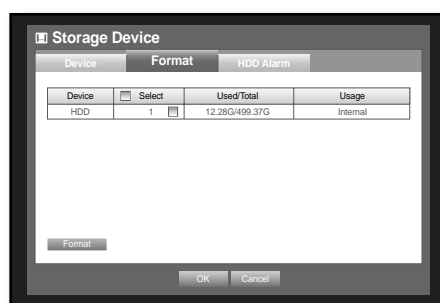 Storage Device
Device Format HDD Alarm
Device Select Used/Total Usage
HDD 1 12.28G/499.37G Internal
Format
OK Cancel